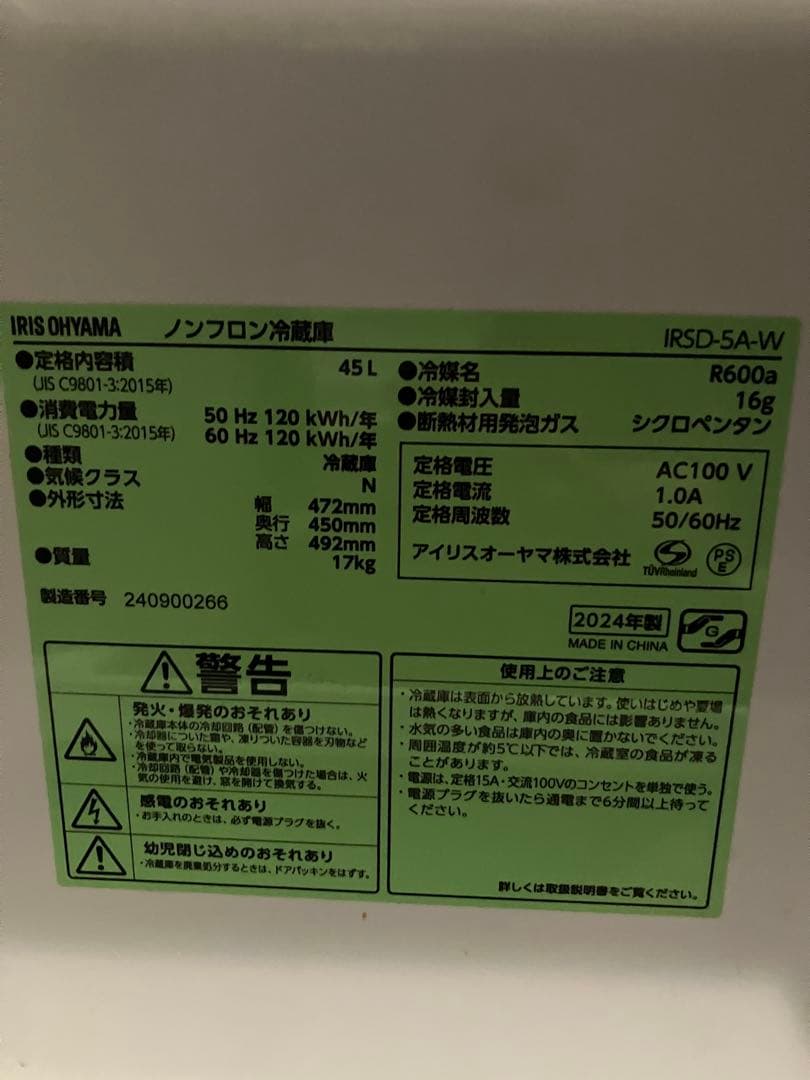 IRIS OHYAMA ノンフロン冷蔵庫 IRSD-5A-W
●定格内容積 45L
(JIS C9801-3:2015年)
●消費電力量 50 Hz 120 kWh/年
(JIS C9801-3:2015年) 60 Hz 120 kWh/年
●種類 冷蔵庫
●気候クラス N
●外形寸法 幅 472mm
奥行 450mm
高さ 492mm
●質量 17kg
製造番号 240900266
●冷媒名 R600a
●冷媒封入量 16g
●断熱材用発泡ガス シクロペンタン
定格電圧 AC100 V
定格電流 1.0A
定格周波数 50/60Hz
アイリスオーヤマ株式会社 TÜVRheinland PS E
2024年製 G
MADE IN CHINA
警告
発火・爆発のおそれあり
・冷蔵庫本体の冷却回路(配管)を傷つけない。
・冷却器についた霜や、凍りついた容器を刃物など
を使って取らない。
・冷蔵庫内で電気製品を使用しない。
・冷却回路(配管)や冷却器を傷つけた場合は、火
気の使用を避け、窓を開けて換気する。
感電のおそれあり
・お手入れのときは、必ず電源プラグを抜く。
幼児閉じ込めのおそれあり
・冷蔵庫を廃棄処分するときは、ドアパッキンをはずす。
使用上のご注意
・冷蔵庫は表面から放熱しています。使いはじめや夏場
は熱くなりますが、庫内の食品には影響ありません。
・水気の多い食品は庫内の奥に置かないでください。
・周囲温度が約5℃以下では、冷蔵室の食品が凍る
ことがあります。
・電源は、定格15A・交流100Vのコンセントを単独で使う。
・電源プラグを抜いたら通電まで6分間以上待って
ください。
詳しくは取扱説明書をご覧ください。